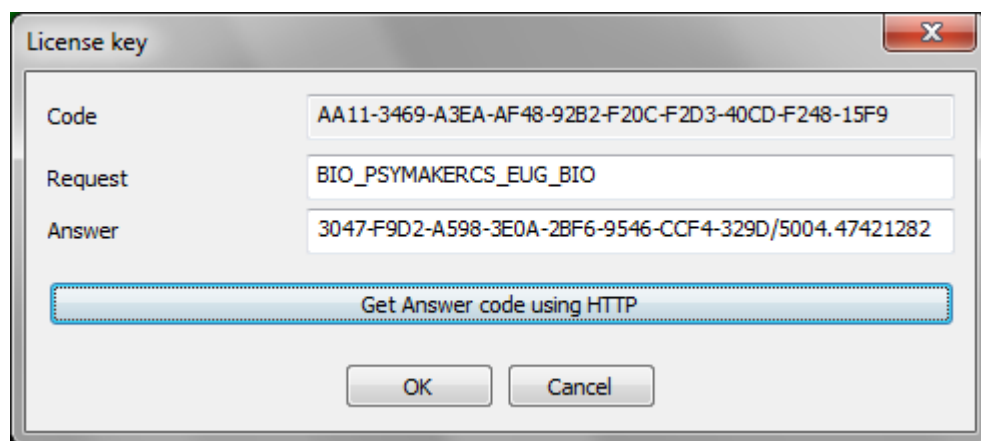 License key
Code AA11-3469-A3EA-AF48-92B2-F20C-F2D3-40CD-F248-15F9
Request BIO_PSYMAKERCS_EUG_BIO
Answer 3047-F9D2-A598-3E0A-2BF6-9546-CCF4-329D/5004.47421282
Get Answer code using HTTP
OK Cancel